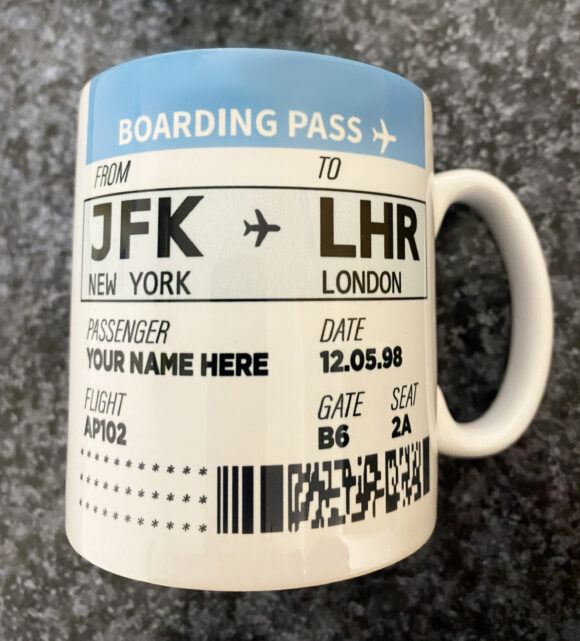 BOARDING PASS
FROM TO
JFK LHR
NEW YORK LONDON
PASSENGER DATE
YOUR NAME HERE 12.05.98
FLIGHT GATE SEAT
AP102 B6 2A
* * * * * * * * * * *
* * * * * * * * * * *
* * * * * * * * * * *